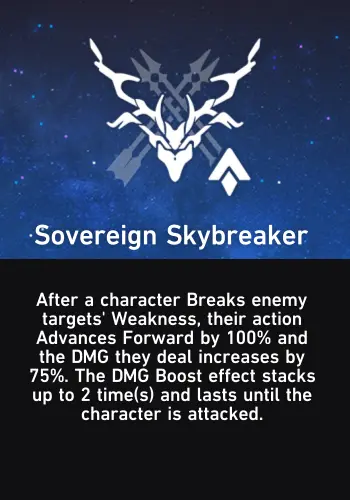 Sovereign Skybreaker
After a character Breaks enemy
targets' Weakness, their action
Advances Forward by 100% and
the DMG they deal increases by
75%. The DMG Boost effect stacks
up to 2 time(s) and lasts until the
character is attacked.